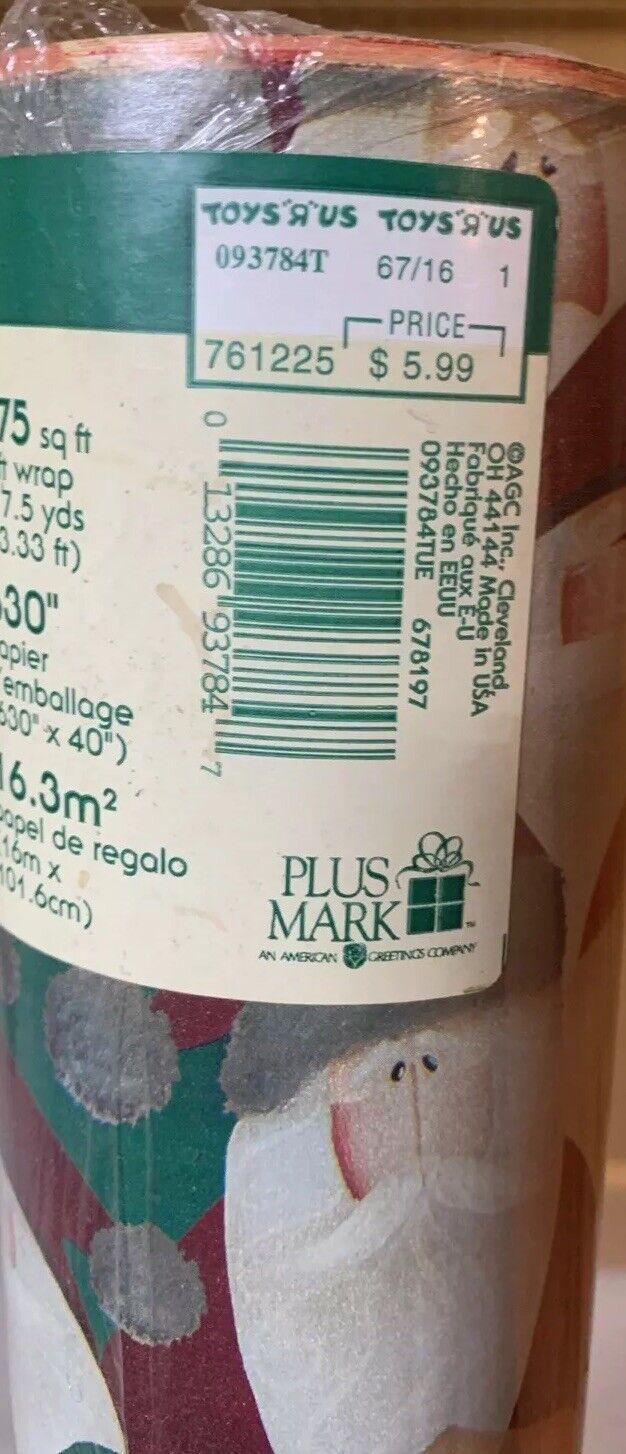 TOYS"R"US TOYS"R"US
093784T 67/16 1
PRICE
761225 $ 5.99
75 sq ft
wrap
7.5 yds
3.33 ft)
30"
emballage
30" x 40")
16.3m²
papel de regalo
16m x
101.6cm)
0 13286 93784 7
©AGC Inc., Cleveland,
OH 44144 Made in USA
Fabriqué aux É-U
Hecho en EEUU
093784TUE 678197
PLUS
MARK™
AN AMERICAN GREETINGS COMPANY